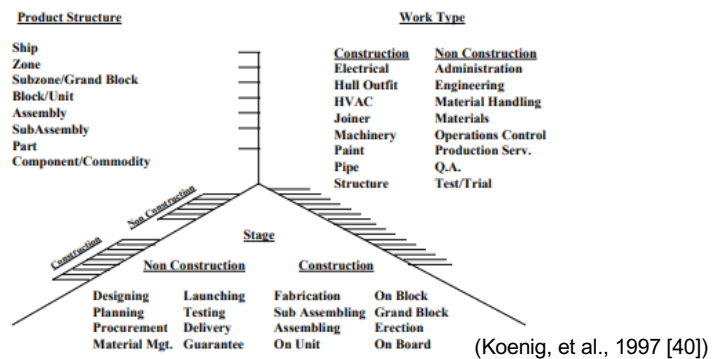 Product Structure
Ship
Zone
Subzone/Grand Block
Block/Unit
Assembly
SubAssembly
Part
Component/Commodity
Work Type
Construction Non Construction
Electrical Administration
Hull Outfit Engineering
HVAC Material Handling
Joiner Materials
Machinery Operations Control
Paint Production Serv.
Pipe Q.A.
Structure Test/Trial
Non Construction
Construction
Stage
Non Construction Construction
Designing Launching Fabrication On Block
Planning Testing Sub Assembling Grand Block
Procurement Delivery Assembling Erection
Material Mgt. Guarantee On Unit On Board
(Koenig, et al., 1997 [40])